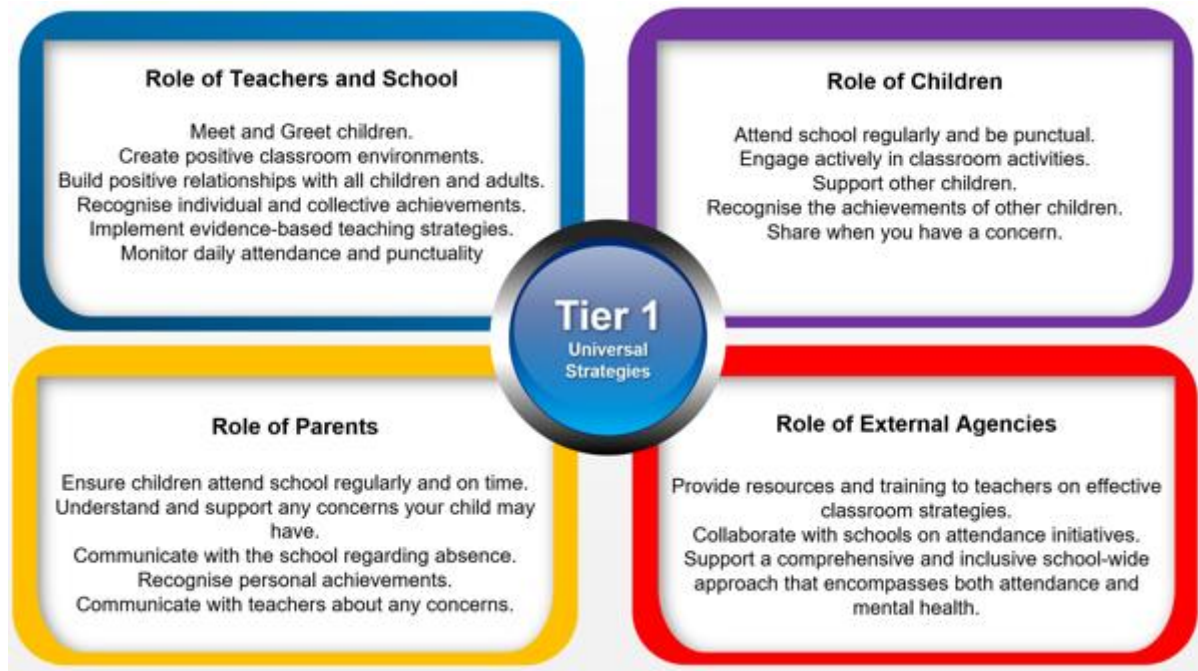 Role of Teachers and School
Meet and Greet children.
Create positive classroom environments.
Build positive relationships with all children and adults.
Recognise individual and collective achievements.
Implement evidence-based teaching strategies.
Monitor daily attendance and punctuality
Role of Children
Attend school regularly and be punctual.
Engage actively in classroom activities.
Support other children.
Recognise the achievements of other children.
Share when you have a concern.
Tier 1
Universal
Strategies
Role of Parents
Ensure children attend school regularly and on time.
Understand and support any concerns your child may
have.
Communicate with the school regarding absence.
Recognise personal achievements.
Communicate with teachers about any concerns.
Role of External Agencies
Provide resources and training to teachers on effective
classroom strategies.
Collaborate with schools on attendance initiatives.
Support a comprehensive and inclusive school-wide
approach that encompasses both attendance and
mental health.